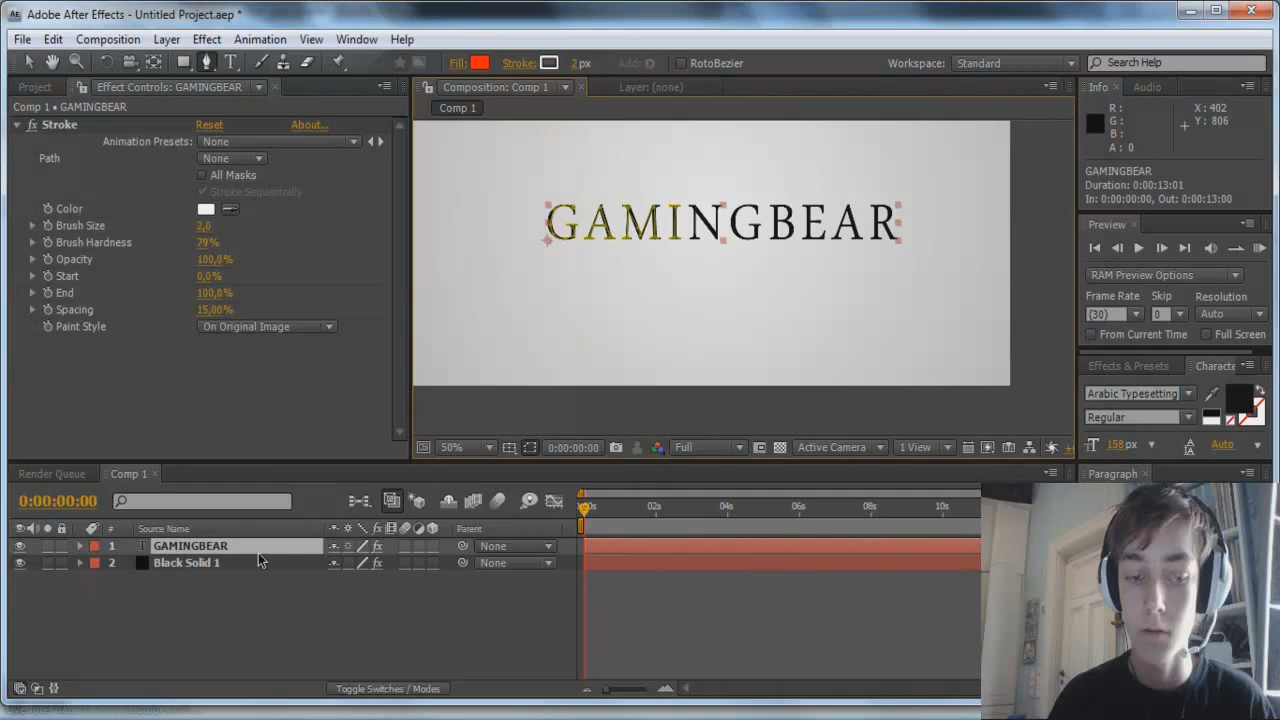 Adobe After Effects - Untitled Project.aep *
File Edit Composition Layer Effect Animation View Window Help
Fill: Stroke: 2 px Add: RotoBezier Workspace: Standard Search Help
Project Effect Controls: GAMINGBEAR Composition: Comp 1 Layer: (none) Info Audio
Comp 1 • GAMINGBEAR
Comp 1
Stroke Reset About...
Animation Presets: None
Path None
All Masks
Stroke Sequentially
Color
Brush Size 2,0
Brush Hardness 79%
Opacity 100,0%
Start 0,0%
End 100,0%
Spacing 15,00%
Paint Style On Original Image
GAMINGBEAR
R: X: 402
G: Y: 806
B:
A: 0
GAMINGBEAR
Duration: 0:00:13:01
In: 0:00:00:00, Out: 0:00:13:00
Preview
RAM Preview Options
Frame Rate Skip Resolution
(30) 0 Auto
From Current Time Full Screen
Effects & Presets Characte
Arabic Typesetting
Regular
158 px Auto
Paragraph
50% 0:00:00:00 Full Active Camera 1 View
Render Queue Comp 1
0:00:00:00
02s 04s 06s 08s 10s
# Source Name Parent
1 T GAMINGBEAR None
2 Black Solid 1 None
Toggle Switches / Modes